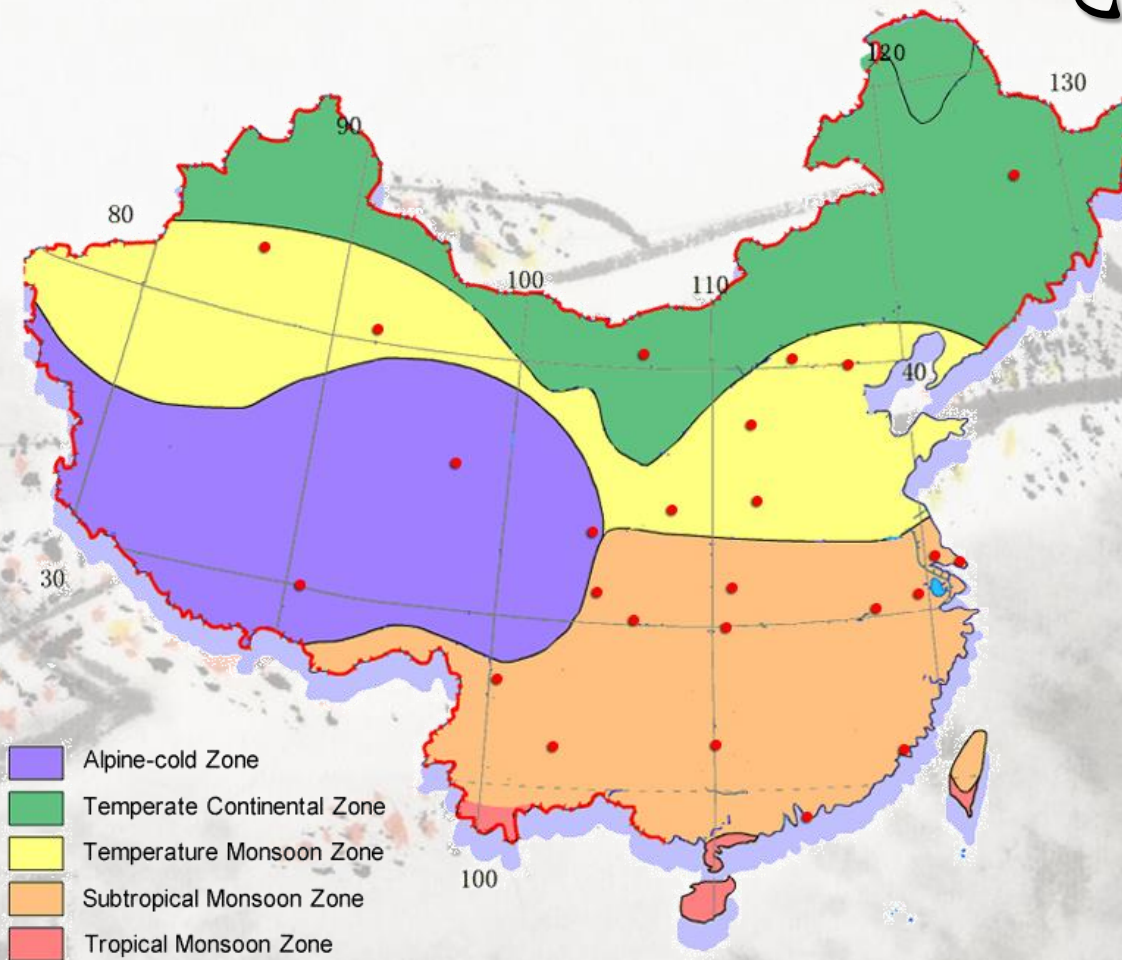 120
130
90
80
100
110
40
30
100
Alpine-cold Zone
Temperate Continental Zone
Temperature Monsoon Zone
Subtropical Monsoon Zone
Tropical Monsoon Zone